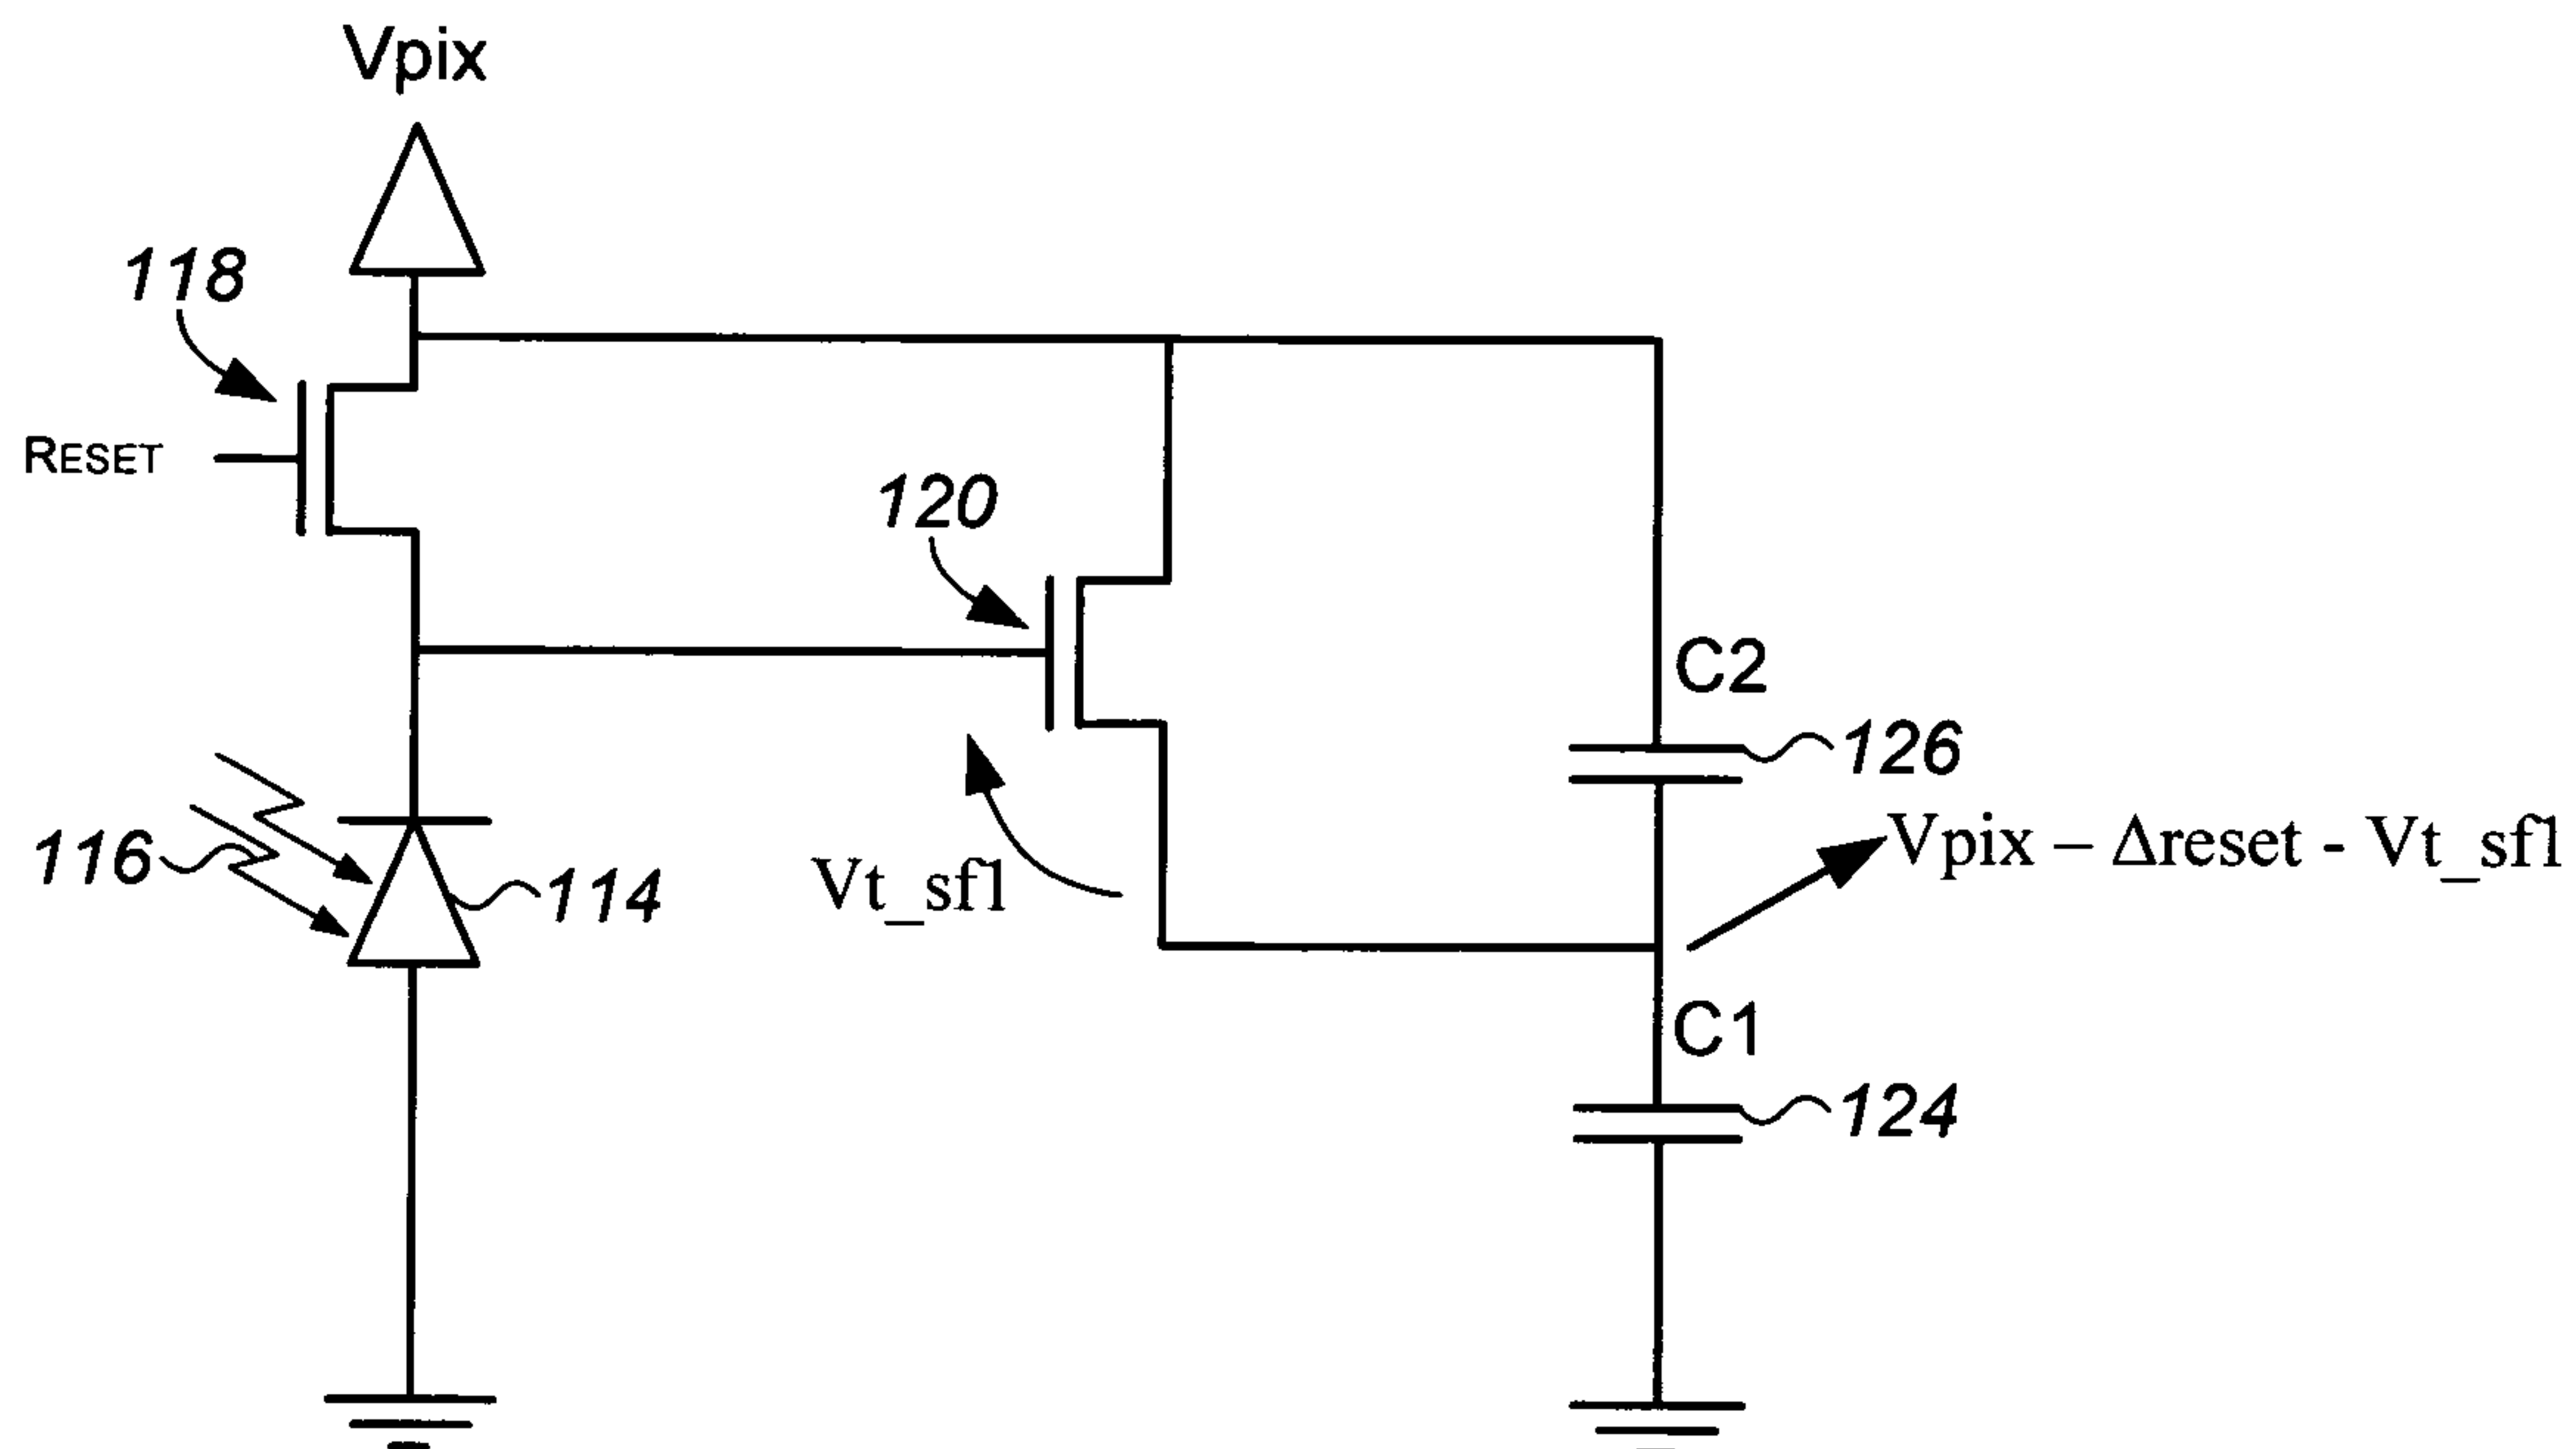 Vpix
118
RESET
120
C2
126
Vpix – Δreset - Vt_sf1
116
114
Vt_sf1
C1
124